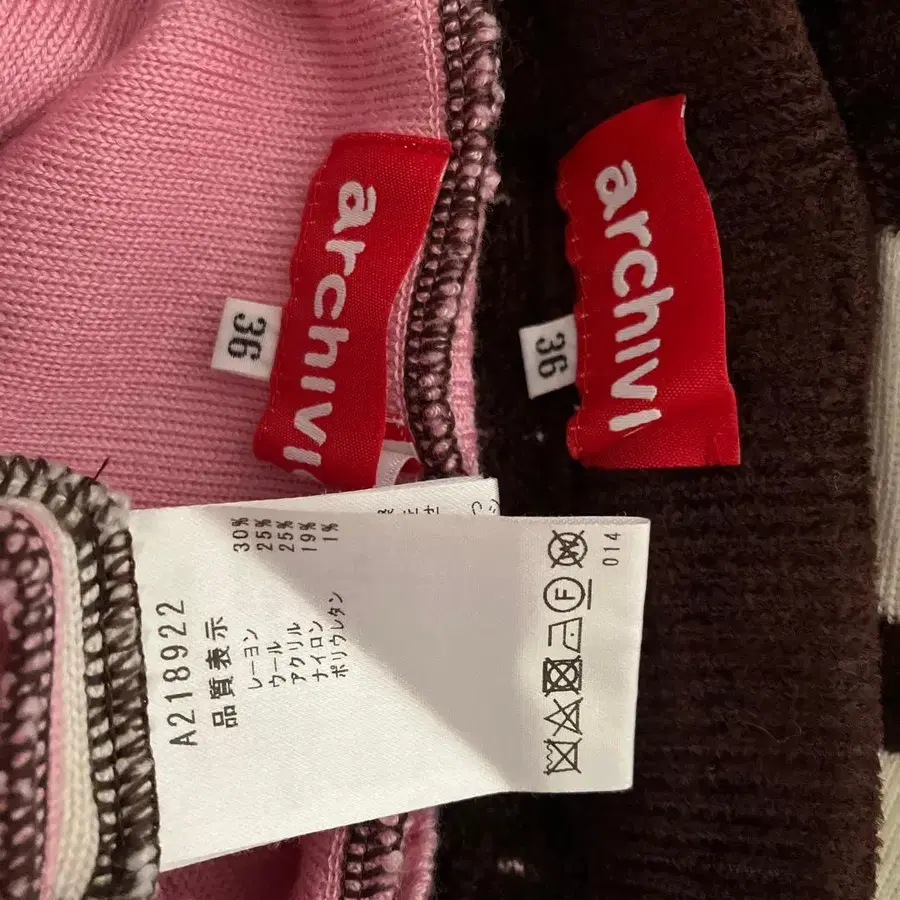 archivi
36
archivi
36
A218922
品質表示
レーヨン 30%
ウール 25%
アクリル 25%
ナイロン 19%
ポリウレタン 1%
F
014